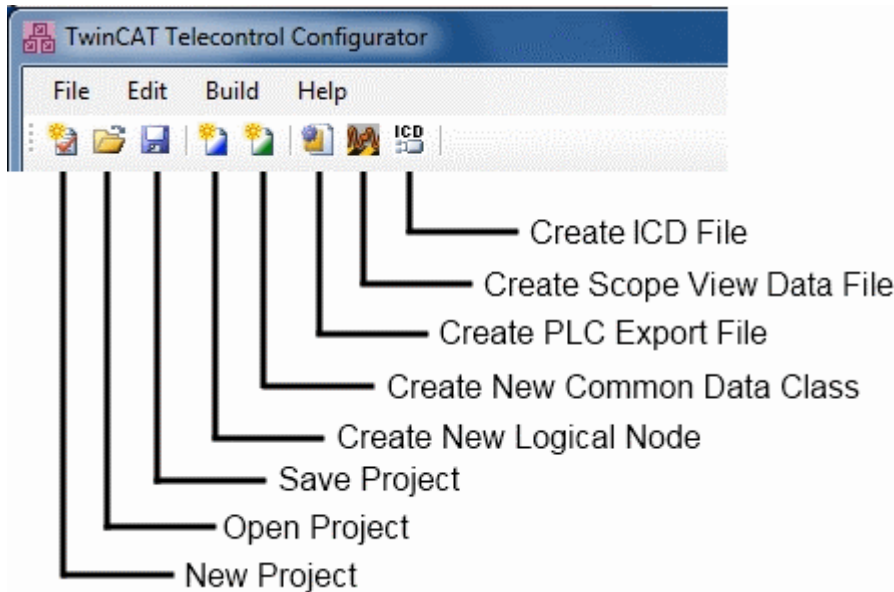 TwinCAT Telecontrol Configurator
File Edit Build Help
ICD
Create ICD File
Create Scope View Data File
Create PLC Export File
Create New Common Data Class
Create New Logical Node
Save Project
Open Project
New Project